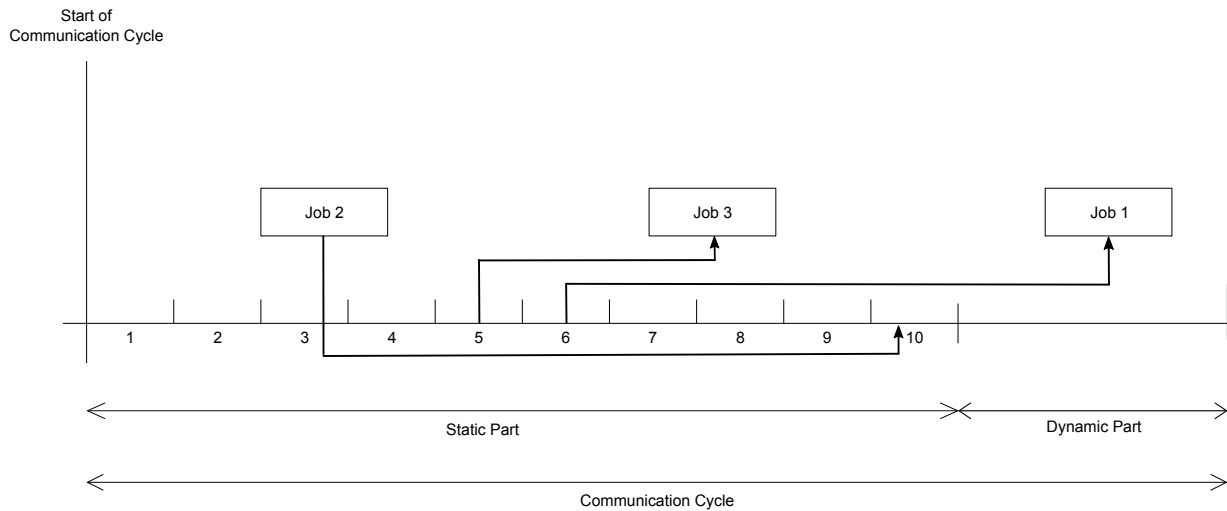 Start of
Communication Cycle
Job 2
Job 3
Job 1
1 2 3 4 5 6 7 8 9 10
Static Part
Dynamic Part
Communication Cycle